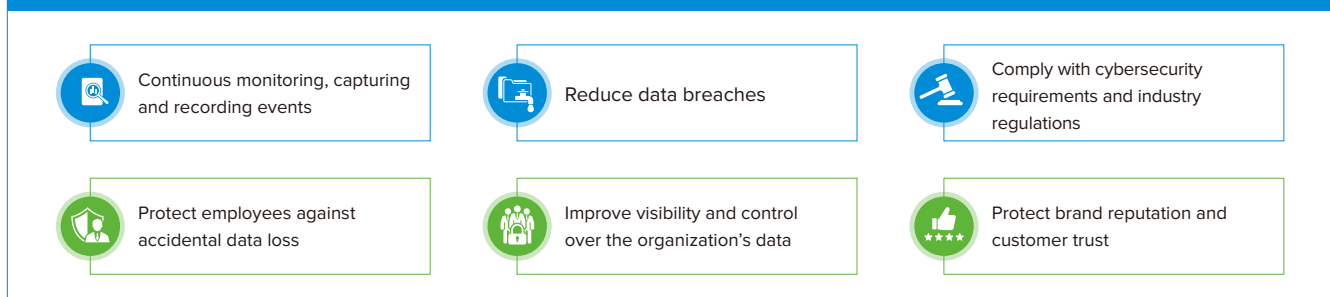 Continuous monitoring, capturing
and recording events
Reduce data breaches
Comply with cybersecurity
requirements and industry
regulations
Protect employees against
accidental data loss
Improve visibility and control
over the organization’s data
Protect brand reputation and
customer trust